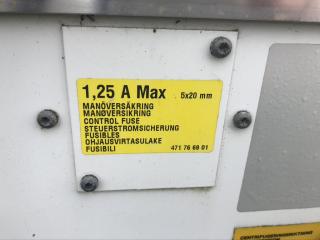 1,25 A Max 5x20 mm
MANÖVERSÄKRING
MANØVERSIKRING
CONTROL FUSE
STEUERSTROMSICHERUNG
FUSIBLES
OHJAUSVIRTASULAKE
FUSIBILI 471 76 69 01